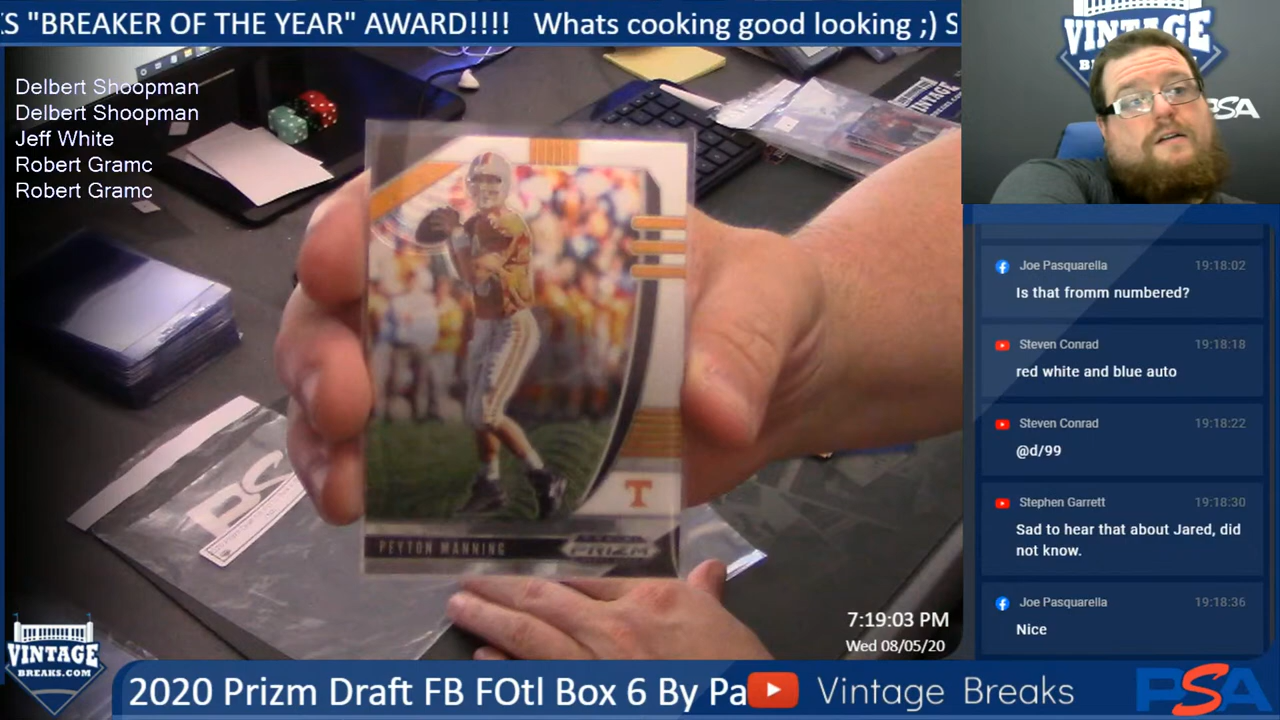 S "BREAKER OF THE YEAR" AWARD!!!!   Whats cooking good looking ;) S
Delbert Shoopman
Delbert Shoopman
Jeff White
Robert Gramc
Robert Gramc
VINTAGE
BREAKS
PSA
VINTAGE
Joe Pasquarella 19:18:02
Is that fromm numbered?
Steven Conrad 19:18:18
red white and blue auto
Steven Conrad 19:18:22
@d/99
Stephen Garrett 19:18:30
Sad to hear that about Jared, did
not know.
Joe Pasquarella 19:18:36
Nice
PSA
T
PEYTON MANNING PRIZM
7:19:03 PM
Wed 08/05/20
VINTAGE
BREAKS.COM
2020 Prizm Draft FB FOtl Box 6 By Pa
Vintage Breaks
PSA